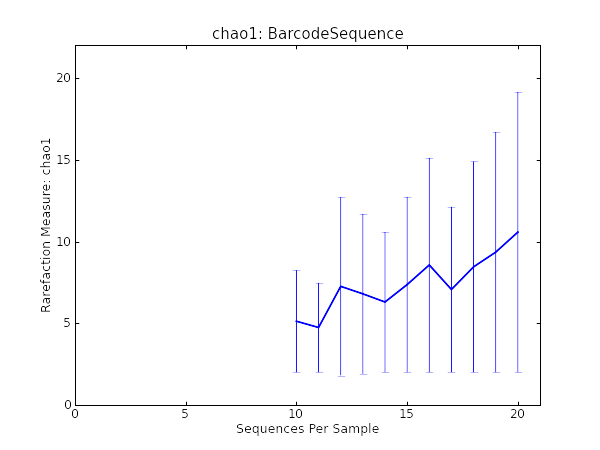 chao1: BarcodeSequence
20
15
10
5
0
Rarefaction Measure: chao1
0 5 10 15 20
Sequences Per Sample